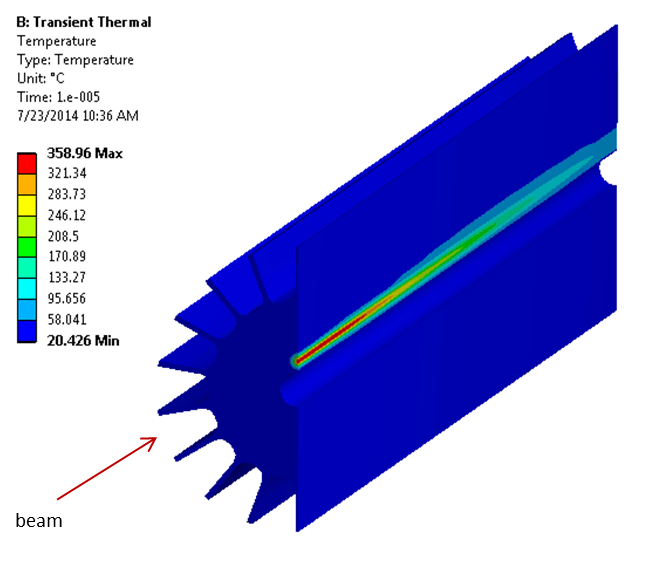 B: Transient Thermal
Temperature
Type: Temperature
Unit: °C
Time: 1.e-005
7/23/2014 10:36 AM
358.96 Max
321.34
283.73
246.12
208.5
170.89
133.27
95.656
58.041
20.426 Min
beam